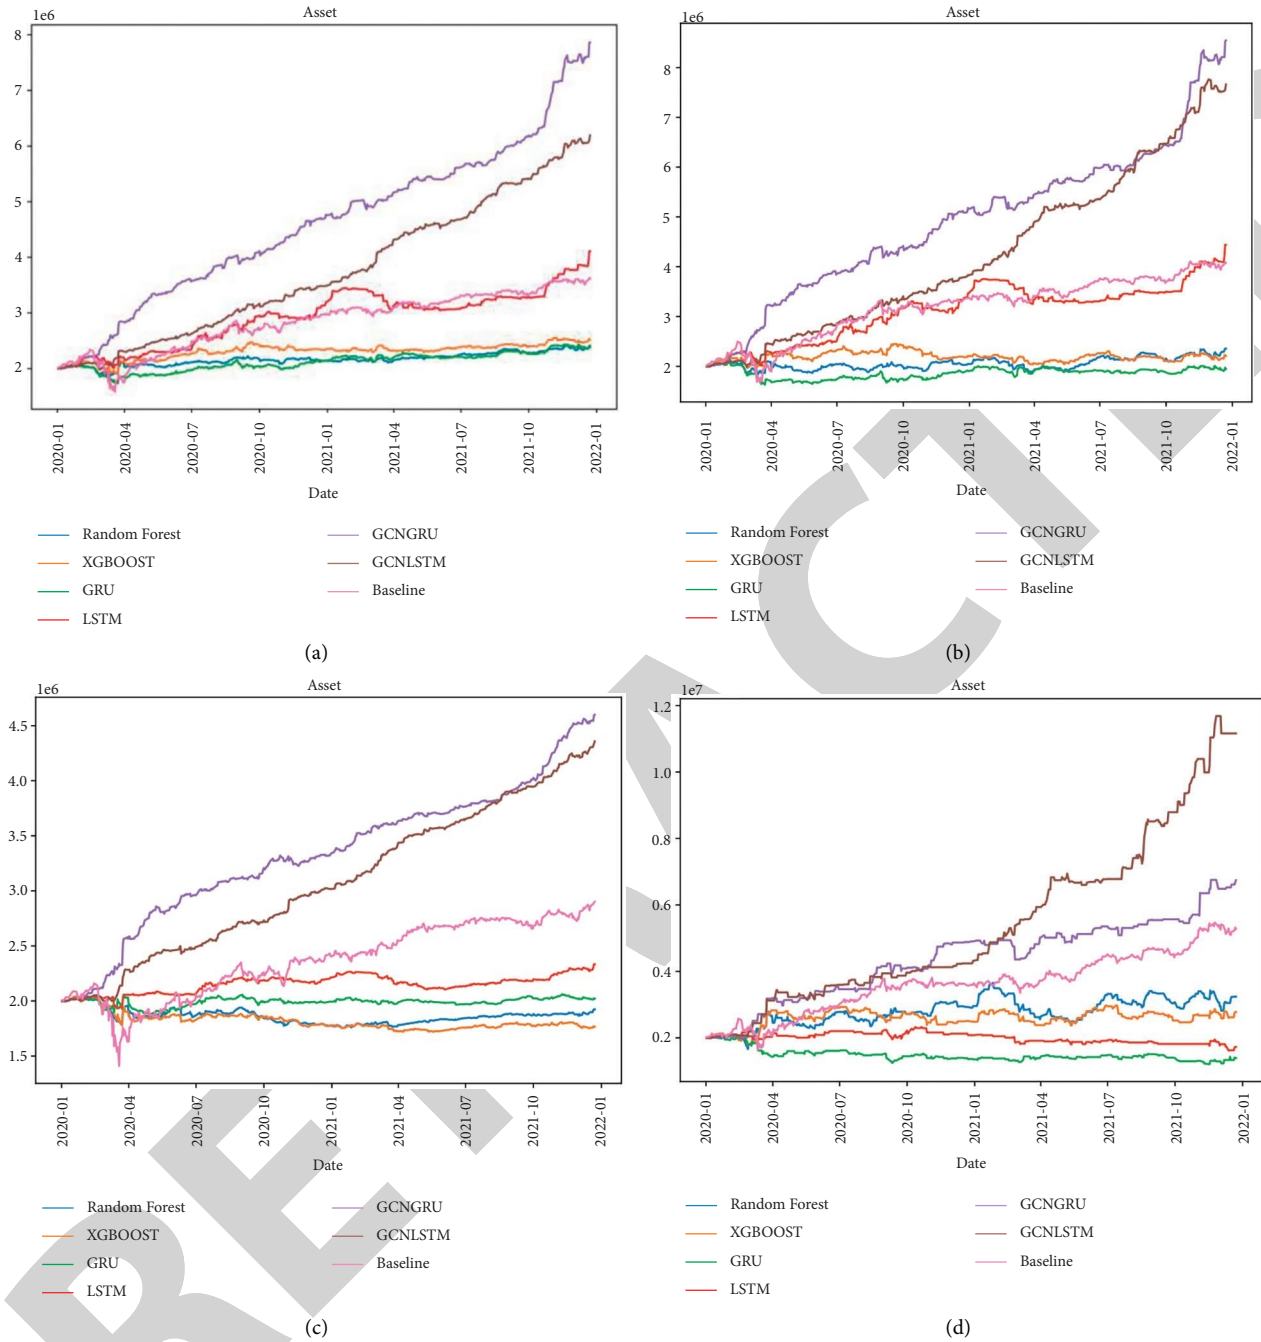 Asset
1e6
8
7
6
5
4
3
2
2020-01
2020-04
2020-07
2020-10
2021-01
2021-04
2021-07
2021-10
2022-01
Date
Random Forest
XGBOOST
GRU
LSTM
GCNGRU
GCNLSTM
Baseline
(a)
Asset
1e6
8
7
6
5
4
3
2
2020-01
2020-04
2020-07
2020-10
2021-01
2021-04
2021-07
2021-10
2022-01
Date
Random Forest
XGBOOST
GRU
LSTM
GCNGRU
GCNLSTM
Baseline
(b)
Asset
1e6
4.5
4.0
3.5
3.0
2.5
2.0
1.5
2020-01
2020-04
2020-07
2020-10
2021-01
2021-04
2021-07
2021-10
2022-01
Date
Random Forest
XGBOOST
GRU
LSTM
GCNGRU
GCNLSTM
Baseline
(c)
Asset
1e7
1.2
1.0
0.8
0.6
0.4
0.2
2020-01
2020-04
2020-07
2020-10
2021-01
2021-04
2021-07
2021-10
2022-01
Date
Random Forest
XGBOOST
GRU
LSTM
GCNGRU
GCNLSTM
Baseline
(d)